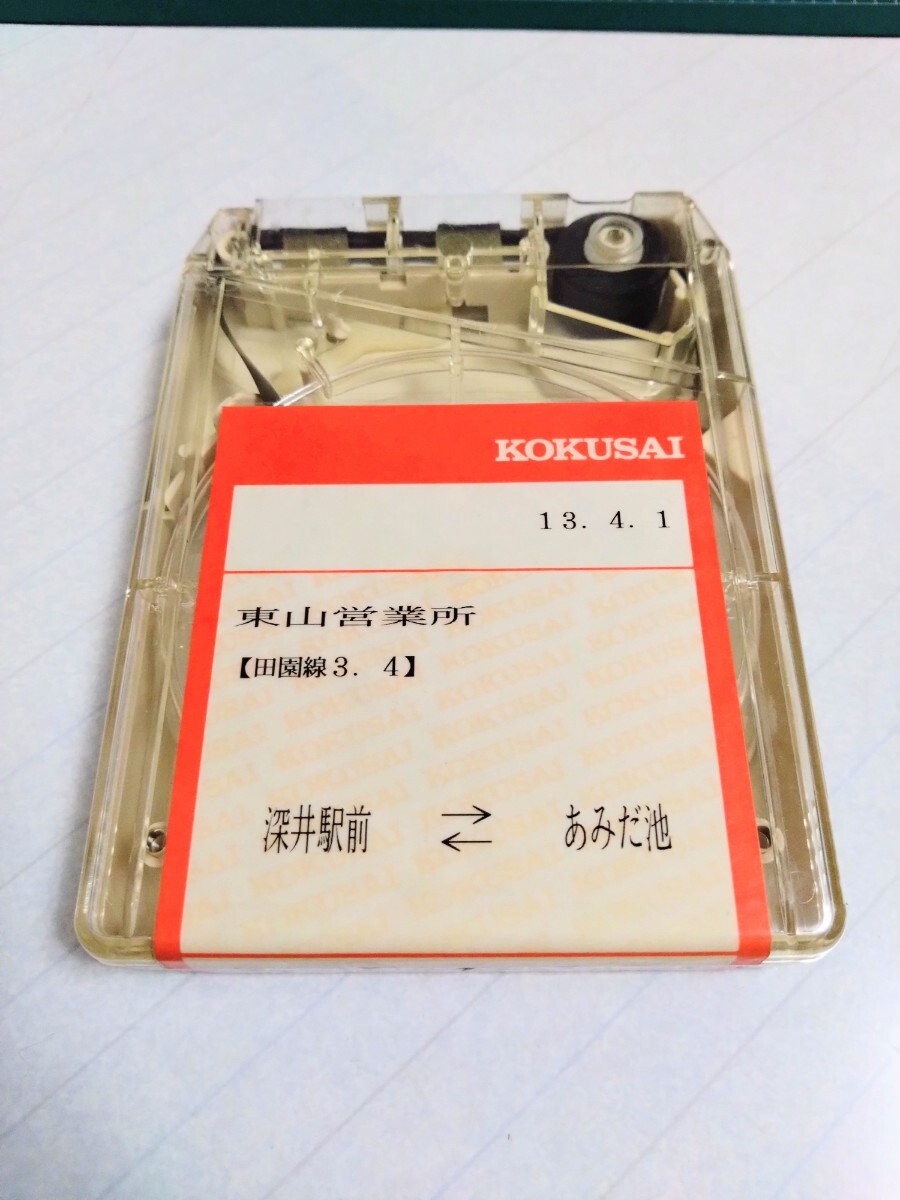 KOKUSAI
13. 4. 1
東山営業所
【田園線3. 4】
深井駅前 ⇄ あみだ池